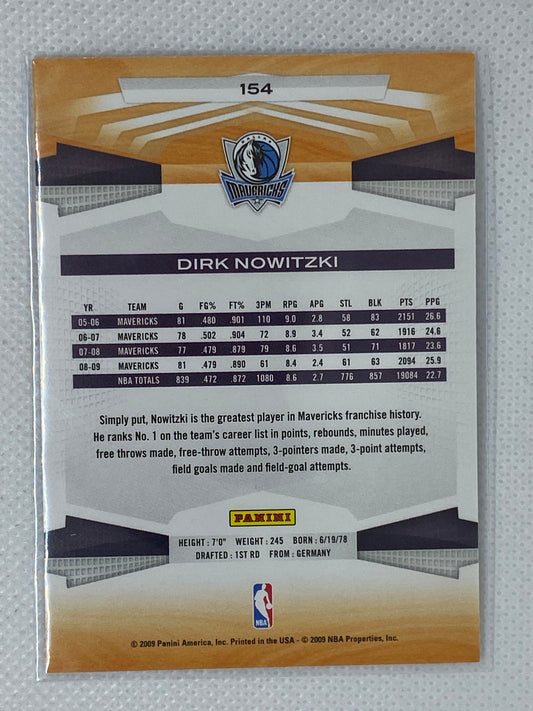 154
DALLAS
MAVERICKS
DIRK NOWITZKI
YR TEAM G FG% FT% 3PM RPG APG STL BLK PTS PPG
05-06 MAVERICKS 81 .480 .901 110 9.0 2.8 58 83 2151 26.6
06-07 MAVERICKS 78 .502 .904 72 8.9 3.4 52 62 1916 24.6
07-08 MAVERICKS 77 .479 .879 79 8.6 3.5 51 71 1817 23.6
08-09 MAVERICKS 81 .479 .890 61 8.4 2.4 61 63 2094 25.9
NBA TOTALS 839 .472 .872 1080 8.6 2.7 776 857 19084 22.7
Simply put, Nowitzki is the greatest player in Mavericks franchise history.
He ranks No. 1 on the team's career list in points, rebounds, minutes played,
free throws made, free-throw attempts, 3-pointers made, 3-point attempts,
field goals made and field-goal attempts.
PANINI
HEIGHT : 7'0" WEIGHT : 245 BORN : 6/19/78
DRAFTED : 1ST RD FROM : GERMANY
NBA
© 2009 Panini America, Inc. Printed in the USA - © 2009 NBA Properties, Inc.